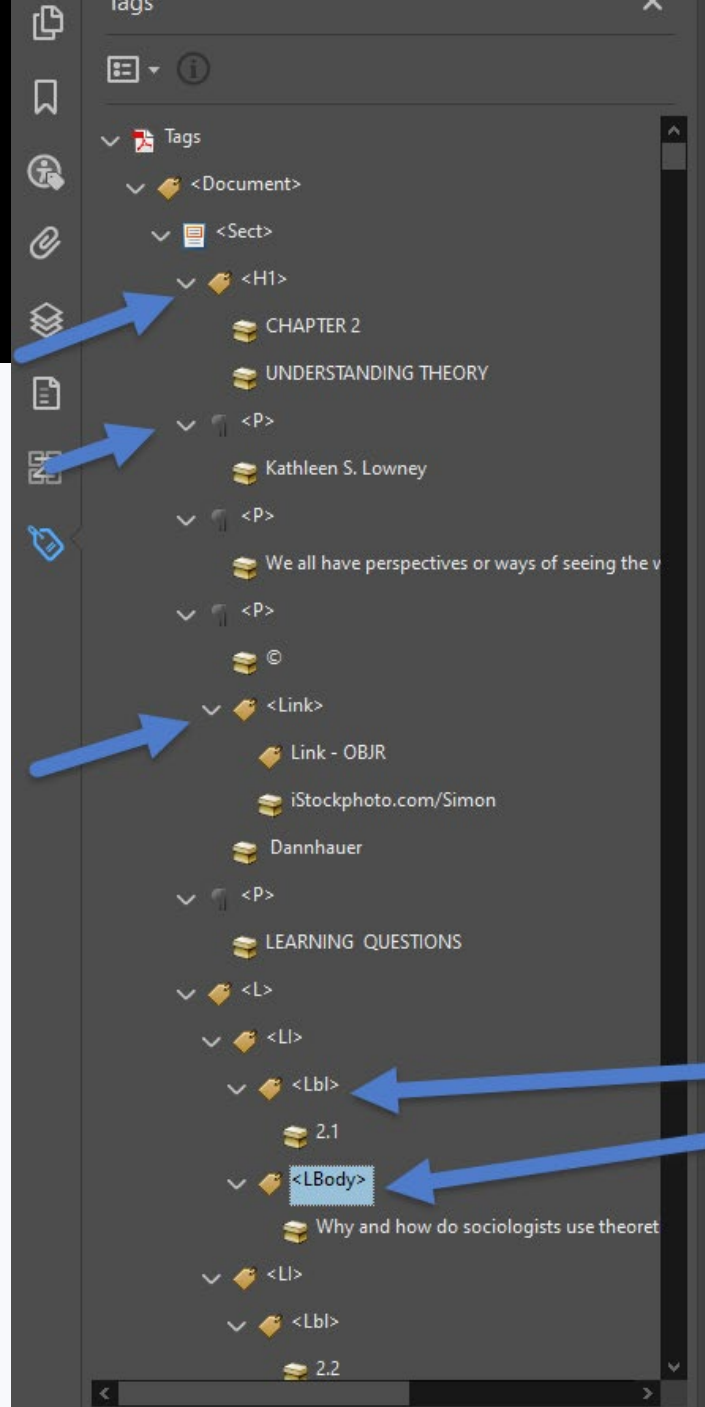 Tags
Tags
<Document>
<Sect>
<H1>
CHAPTER 2
UNDERSTANDING THEORY
<P>
Kathleen S. Lowney
<P>
We all have perspectives or ways of seeing the
<P>
©
<Link>
Link - OBJR
iStockphoto.com/Simon
Dannhauer
<P>
LEARNING  QUESTIONS
<L>
<LI>
<Lbl>
2.1
<LBody>
Why and how do sociologists use theoret
<LI>
<Lbl>
2.2